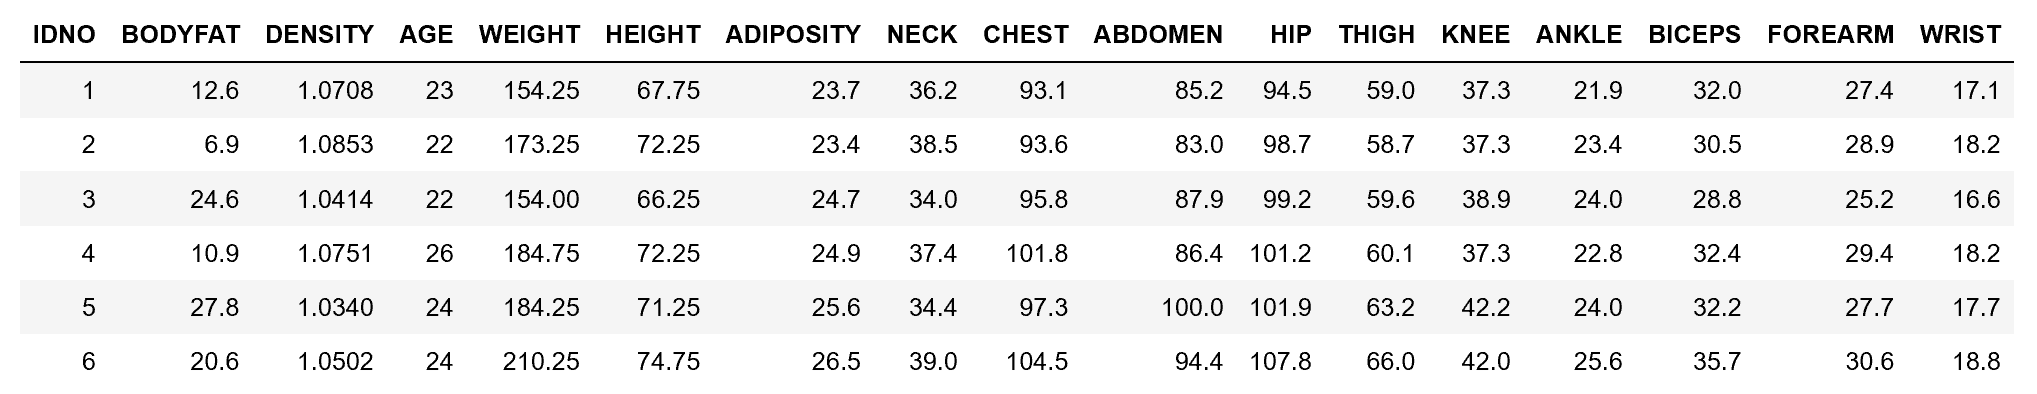 IDNO BODYFAT DENSITY AGE WEIGHT HEIGHT ADIPOSITY NECK CHEST ABDOMEN HIP THIGH KNEE ANKLE BICEPS FOREARM WRIST
1 12.6 1.0708 23 154.25 67.75 23.7 36.2 93.1 85.2 94.5 59.0 37.3 21.9 32.0 27.4 17.1
2 6.9 1.0853 22 173.25 72.25 23.4 38.5 93.6 83.0 98.7 58.7 37.3 23.4 30.5 28.9 18.2
3 24.6 1.0414 22 154.00 66.25 24.7 34.0 95.8 87.9 99.2 59.6 38.9 24.0 28.8 25.2 16.6
4 10.9 1.0751 26 184.75 72.25 24.9 37.4 101.8 86.4 101.2 60.1 37.3 22.8 32.4 29.4 18.2
5 27.8 1.0340 24 184.25 71.25 25.6 34.4 97.3 100.0 101.9 63.2 42.2 24.0 32.2 27.7 17.7
6 20.6 1.0502 24 210.25 74.75 26.5 39.0 104.5 94.4 107.8 66.0 42.0 25.6 35.7 30.6 18.8